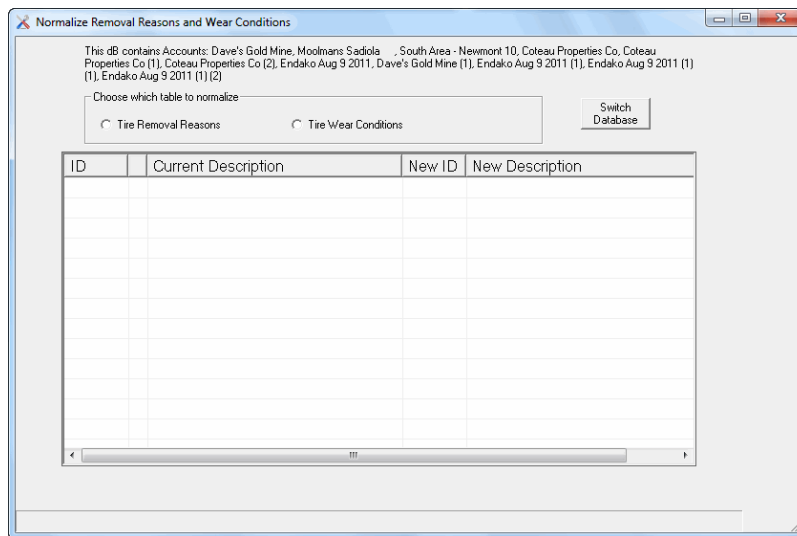 Normalize Removal Reasons and Wear Conditions
This dB contains Accounts: Dave's Gold Mine, Moolmans Sadiola , South Area - Newmont 10, Coteau Properties Co, Coteau
Properties Co (1), Coteau Properties Co (2), Endako Aug 9 2011, Dave's Gold Mine (1), Endako Aug 9 2011 (1), Endako Aug 9 2011 (1)
(1), Endako Aug 9 2011 (1) (2)
Choose which table to normalize
Tire Removal Reasons Tire Wear Conditions
Switch
Database
ID Current Description New ID New Description